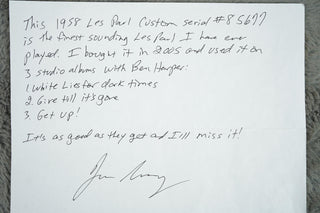 This 1958 Les Paul Custom serial #8 5677
is the finest sounding Les Paul I have ever
played. I bought it in 2005 and used it on
3 studio albums with Ben Harper:
1 White Lies for dark times
2. Give till it's gone
3. Get up!
It's as good as they get and I'll miss it!